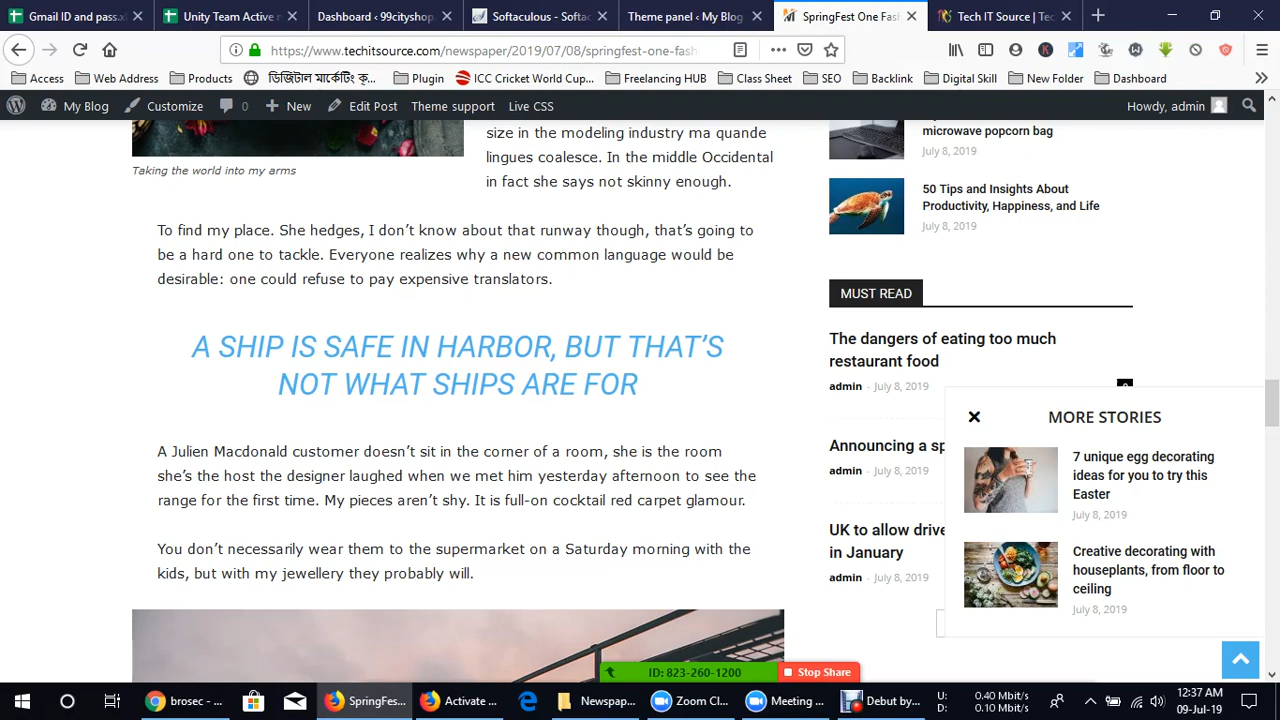 Gmail ID and pass.xl
Unity Team Active m
Dashboard ‹ 99cityshop.
Softaculous - Softac
Theme panel ‹ My Blog
SpringFest One Fash
Tech IT Source | Tec
https://www.techitsource.com/newspaper/2019/07/08/springfest-one-fash
Access
Web Address
Products
ডিজিটাল মার্কেটিং কৃ...
Plugin
ICC Cricket World Cup...
Freelancing HUB
Class Sheet
SEO
Backlink
Digital Skill
New Folder
Dashboard
My Blog
Customize
0
New
Edit Post
Theme support
Live CSS
Howdy, admin
size in the modeling industry ma quande
lingues coalesce. In the middle Occidental
in fact she says not skinny enough.
Taking the world into my arms
To find my place. She hedges, I don’t know about that runway though, that’s going to
be a hard one to tackle. Everyone realizes why a new common language would be
desirable: one could refuse to pay expensive translators.
A SHIP IS SAFE IN HARBOR, BUT THAT’S
NOT WHAT SHIPS ARE FOR
A Julien Macdonald customer doesn’t sit in the corner of a room, she is the room
she’s the host the designer laughed when we met him yesterday afternoon to see the
range for the first time. My pieces aren’t shy. It is full-on cocktail red carpet glamour.
You don’t necessarily wear them to the supermarket on a Saturday morning with the
kids, but with my jewellery they probably will.
microwave popcorn bag
July 8, 2019
50 Tips and Insights About
Productivity, Happiness, and Life
July 8, 2019
MUST READ
The dangers of eating too much
restaurant food
admin - July 8, 2019
Announcing a sp
admin - July 8, 2019
UK to allow drive
in January
admin - July 8, 2019
MORE STORIES
7 unique egg decorating
ideas for you to try this
Easter
July 8, 2019
Creative decorating with
houseplants, from floor to
ceiling
July 8, 2019
ID: 823-260-1200
Stop Share
brosec - ...
SpringFes...
Activate ...
Newspap...
Zoom Cl...
Meeting ...
Debut by...
U: 0.40 Mbit/s
D: 0.10 Mbit/s
12:37 AM
09-Jul-19